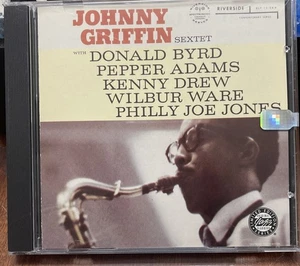 JOHNNY
GRIFFIN SEXTET
WITH DONALD BYRD
PEPPER ADAMS
KENNY DREW
WILBUR WARE
PHILLY JOE JONES
RIVERSIDE